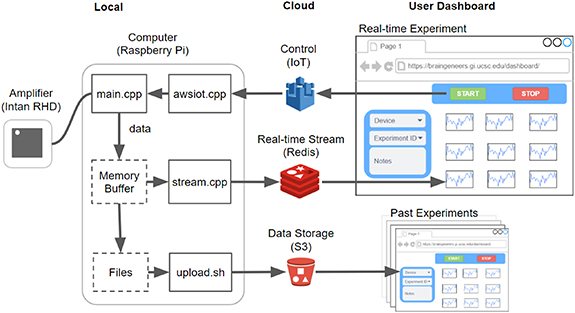 Local
Cloud
User Dashboard
Computer
(Raspberry Pi)
Control
(IoT)
Real-time Experiment
Page 1
https://braingeneers.gi.ucsc.edu/dashboard/
START
STOP
Amplifier
(Intan RHD)
main.cpp
awsiot.cpp
data
Device
Experiment ID
Notes
Real-time Stream
(Redis)
Memory
Buffer
stream.cpp
Data Storage
(S3)
Past Experiments
Page 1
START
STOP
Device
Experiment ID
Notes
Files
upload.sh